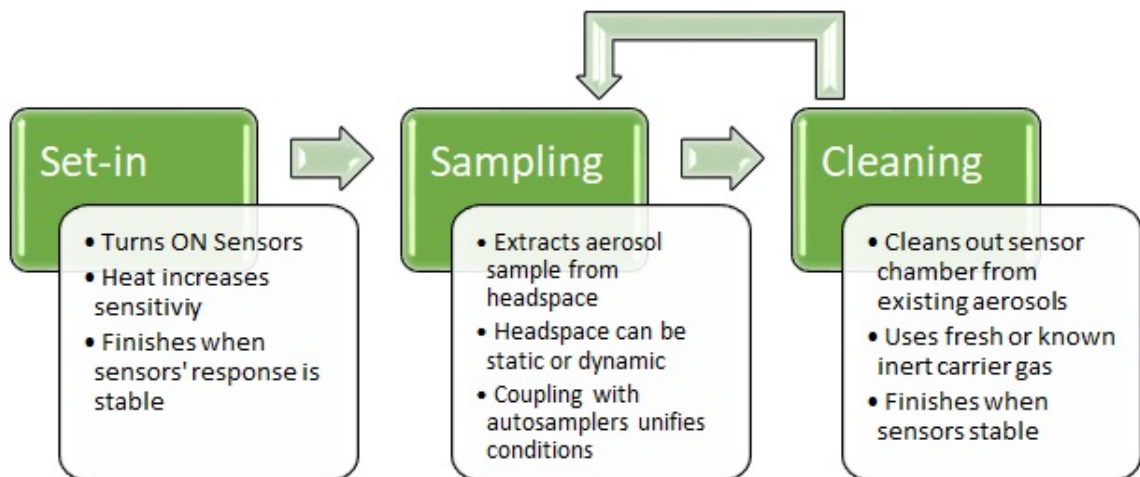 Set-in
• Turns ON Sensors
• Heat increases
sensitiviy
• Finishes when
sensors' response is
stable
Sampling
• Extracts aerosol
sample from
headspace
• Headspace can be
static or dynamic
• Coupling with
autosamplers unifies
conditions
Cleaning
• Cleans out sensor
chamber from
existing aerosols
• Uses fresh or known
inert carrier gas
• Finishes when
sensors stable